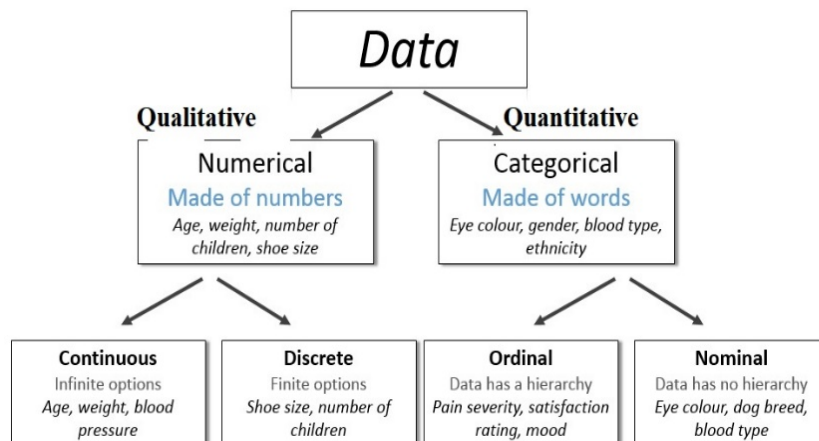 Data
Qualitative
Quantitative
Numerical
Made of numbers
Age, weight, number of
children, shoe size
Categorical
Made of words
Eye colour, gender, blood type,
ethnicity
Continuous
Infinite options
Age, weight, blood
pressure
Discrete
Finite options
Shoe size, number of
children
Ordinal
Data has a hierarchy
Pain severity, satisfaction
rating, mood
Nominal
Data has no hierarchy
Eye colour, dog breed,
blood type